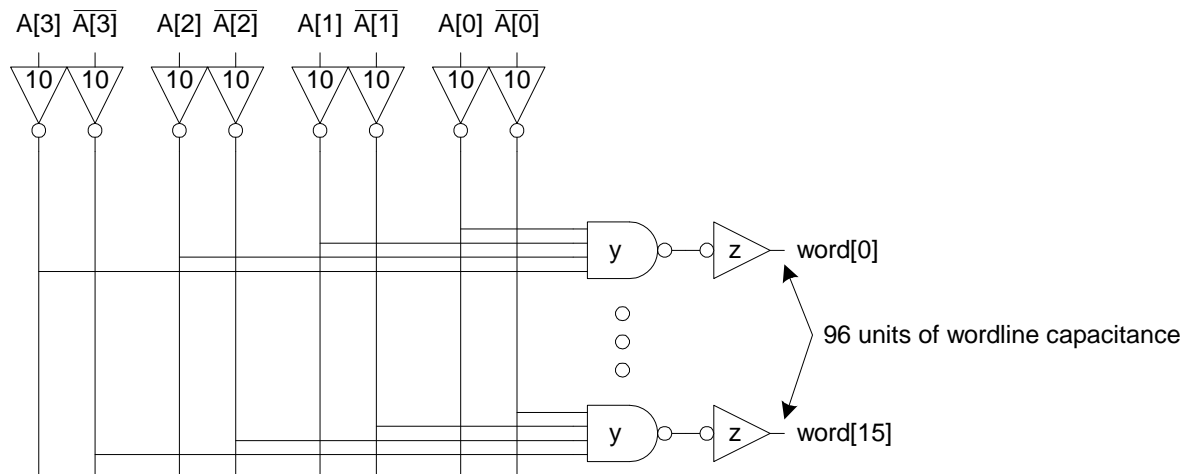 A[3] A̅[̅3̅]̅ A[2] A̅[̅2̅]̅ A[1] A̅[̅1̅]̅ A[0] A̅[̅0̅]̅
10 10 10 10 10 10 10 10
y z word[0]
96 units of wordline capacitance
y z word[15]